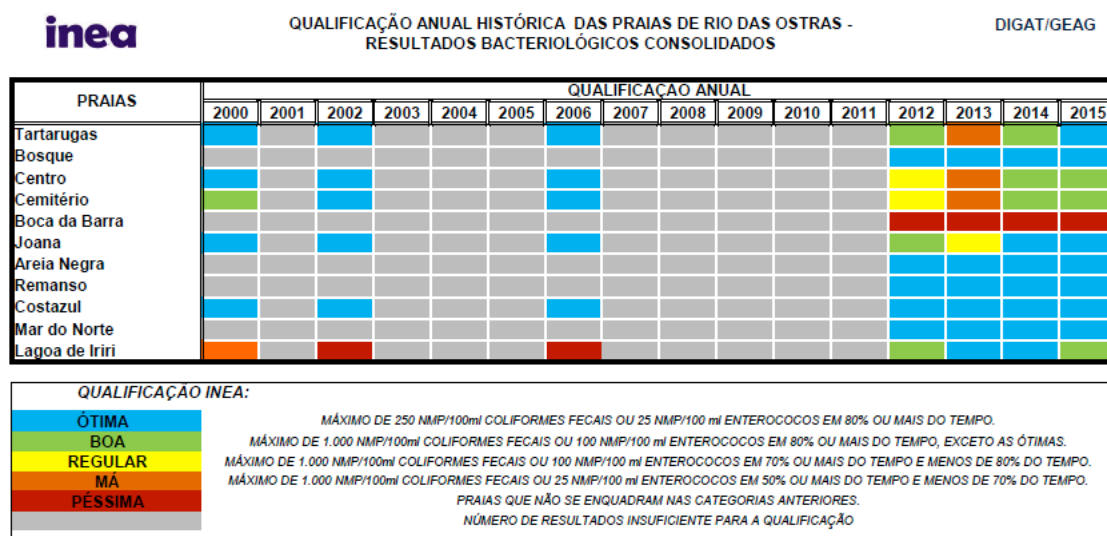 inea
QUALIFICAÇÃO ANUAL HISTÓRICA DAS PRAIAS DE RIO DAS OSTRAS -
RESULTADOS BACTERIOLÓGICOS CONSOLIDADOS
DIGAT/GEAG
PRAIAS
QUALIFICAÇÃO ANUAL
2000 2001 2002 2003 2004 2005 2006 2007 2008 2009 2010 2011 2012 2013 2014 2015
Tartarugas
Bosque
Centro
Cemitério
Boca da Barra
Joana
Areia Negra
Remanso
Costazul
Mar do Norte
Lagoa de Iriri
QUALIFICAÇÃO INEA:
ÓTIMA MÁXIMO DE 250 NMP/100ml COLIFORMES FECAIS OU 25 NMP/100 ml ENTEROCOCOS EM 80% OU MAIS DO TEMPO.
BOA MÁXIMO DE 1.000 NMP/100ml COLIFORMES FECAIS OU 100 NMP/100 ml ENTEROCOCOS EM 80% OU MAIS DO TEMPO, EXCETO AS ÓTIMAS.
REGULAR MÁXIMO DE 1.000 NMP/100ml COLIFORMES FECAIS OU 100 NMP/100 ml ENTEROCOCOS EM 70% OU MAIS DO TEMPO E MENOS DE 80% DO TEMPO.
MÁ MÁXIMO DE 1.000 NMP/100ml COLIFORMES FECAIS OU 25 NMP/100 ml ENTEROCOCOS EM 50% OU MAIS DO TEMPO E MENOS DE 70% DO TEMPO.
PÉSSIMA PRAIAS QUE NÃO SE ENQUADRAM NAS CATEGORIAS ANTERIORES.
NÚMERO DE RESULTADOS INSUFICIENTE PARA A QUALIFICAÇÃO